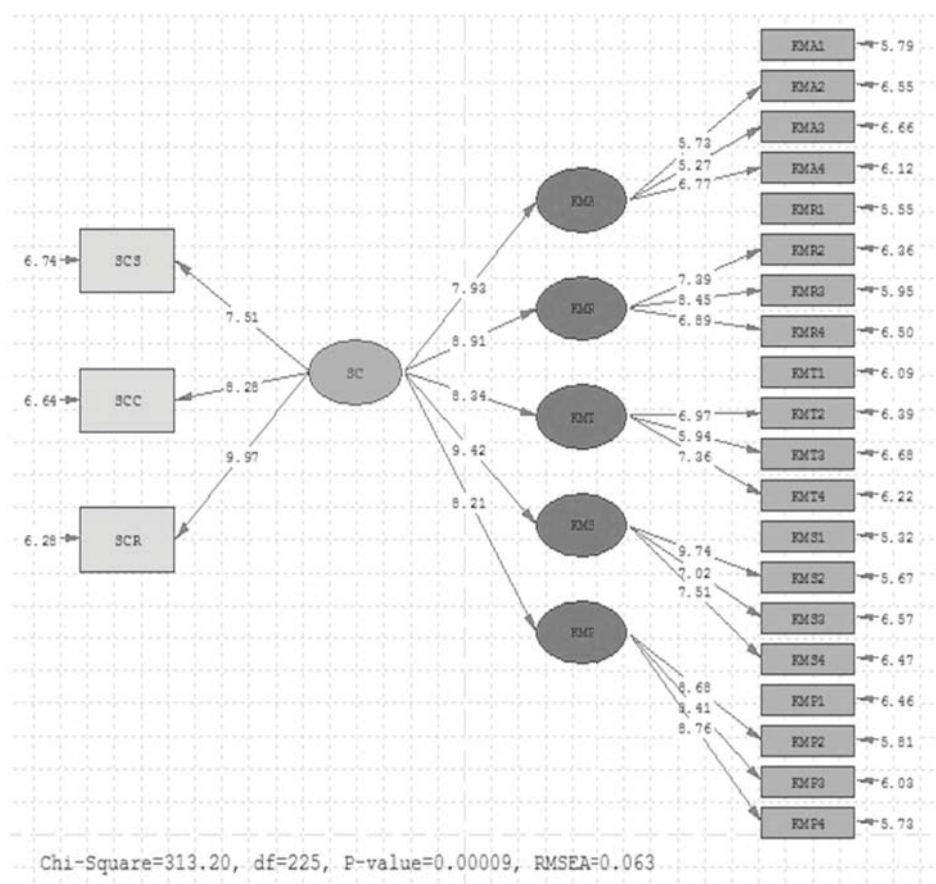 KMA1 5.79
KMA2 6.55
KMA3 6.66
KMA4 6.12
KMR1 5.55
KMR2 6.36
KMR3 5.95
KMR4 6.50
KMT1 6.09
KMT2 6.39
KMT3 6.68
KMT4 6.22
KMS1 5.32
KMS2 5.67
KMS3 6.57
KMS4 6.47
KMP1 6.46
KMP2 5.81
KMP3 6.03
KMP4 5.73
5.73
5.27
6.77
KMA
7.39
8.45
6.89
KMR
6.97
5.94
7.36
KMT
9.74
7.02
7.51
KMS
8.68
8.76
KMP
7.93
8.91
8.34
9.42
8.21
SC
6.74 SCS
7.51
6.64 SCC
8.28
6.28 SCR
9.97
Chi-Square=313.20, df=225, P-value=0.00009, RMSEA=0.063